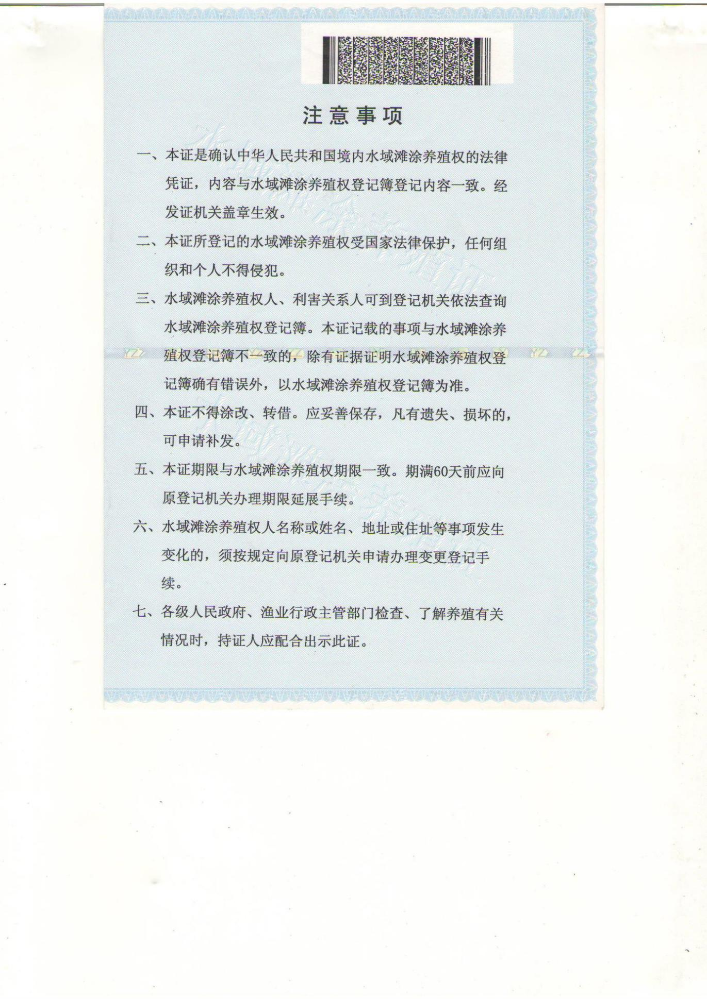 注意事项
一、本证是确认中华人民共和国境内水域滩涂养殖权的法律
凭证，内容与水域滩涂养殖权登记簿登记内容一致。经
发证机关盖章生效。
二、本证所登记的水域滩涂养殖权受国家法律保护，任何组
织和个人不得侵犯。
三、水域滩涂养殖权人、利害关系人可到登记机关依法查询
水域滩涂养殖权登记簿。本证记载的事项与水域滩涂养
殖权登记簿不一致的，除有证据证明水域滩涂养殖权登
记簿确有错误外，以水域滩涂养殖权登记簿为准。
四、本证不得涂改、转借。应妥善保存，凡有遗失、损坏的，
可申请补发。
五、本证期限与水域滩涂养殖权期限一致。期满60天前应向
原登记机关办理期限延展手续。
六、水域滩涂养殖权人名称或姓名、地址或住址等事项发生
变化的，须按规定向原登记机关申请办理变更登记手
续。
七、各级人民政府、渔业行政主管部门检查、了解养殖有关
情况时，持证人应配合出示此证。